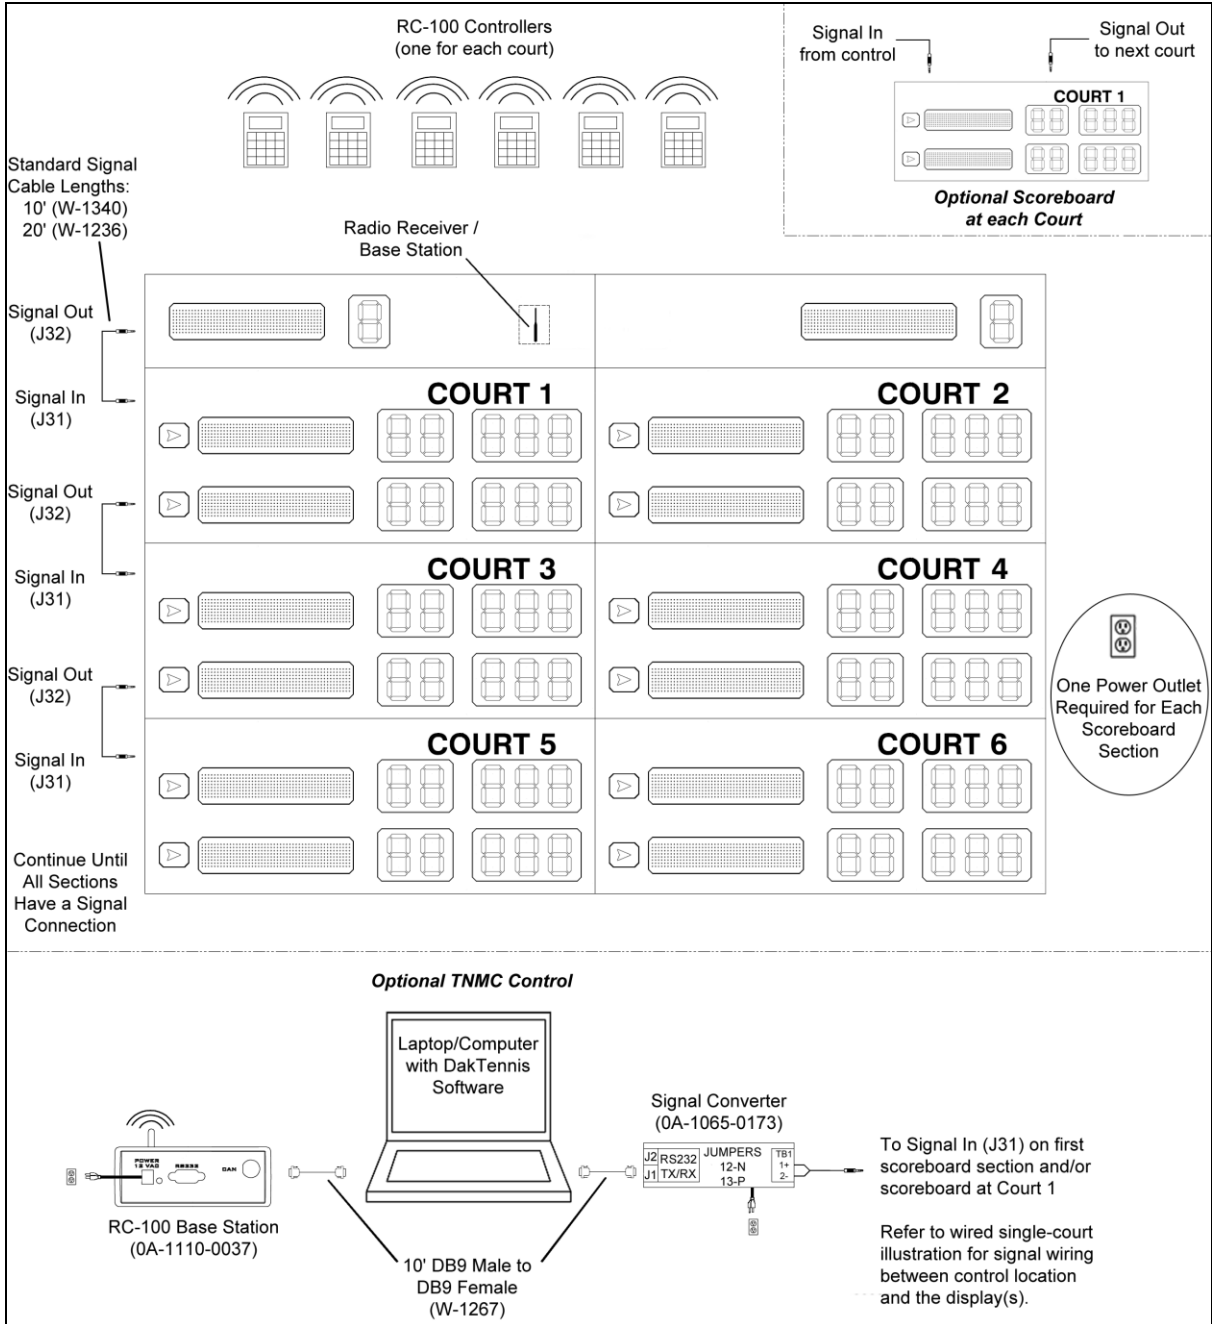 RC-100 Controllers
(one for each court)
Signal In
from control
Signal Out
to next court
COURT 1
Optional Scoreboard
at each Court
Standard Signal
Cable Lengths:
10' (W-1340)
20' (W-1236)
Radio Receiver /
Base Station
Signal Out
(J32)
Signal In
(J31)
COURT 1
COURT 2
Signal Out
(J32)
Signal In
(J31)
COURT 3
COURT 4
Signal Out
(J32)
Signal In
(J31)
COURT 5
COURT 6
One Power Outlet
Required for Each
Scoreboard
Section
Continue Until
All Sections
Have a Signal
Connection
Optional TNMC Control
Laptop/Computer
with DakTennis
Software
POWER
12 VAC
RS232
CAN
RC-100 Base Station
(0A-1110-0037)
10' DB9 Male to
DB9 Female
(W-1267)
Signal Converter
(0A-1065-0173)
J2
J1
RS232
TX/RX
JUMPERS
12-N
13-P
TB1
1+
2-
To Signal In (J31) on first
scoreboard section and/or
scoreboard at Court 1
Refer to wired single-court
illustration for signal wiring
between control location
and the display(s).